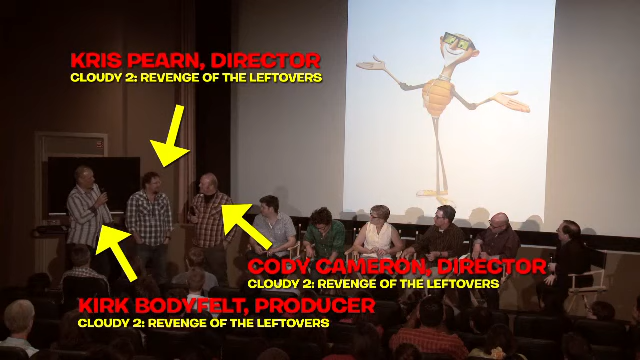 KRIS PEARN, DIRECTOR
CLOUDY 2: REVENGE OF THE LEFTOVERS
CODY CAMERON, DIRECTOR
CLOUDY 2: REVENGE OF THE LEFTOVERS
KIRK BODYFELT, PRODUCER
CLOUDY 2: REVENGE OF THE LEFTOVERS